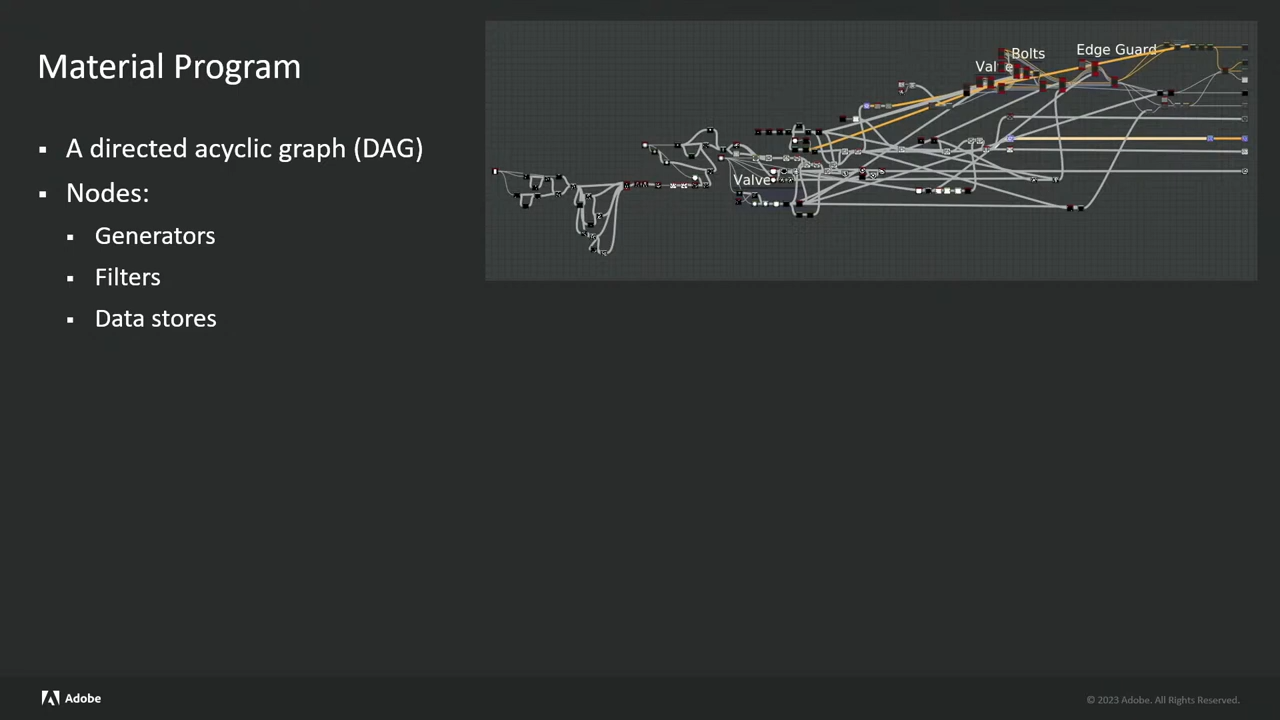 Material Program
▪ A directed acyclic graph (DAG)
▪ Nodes:
▪ Generators
▪ Filters
▪ Data stores
Bolts
Edge Guard
Valve
Valve
Adobe
© 2023 Adobe. All Rights Reserved.